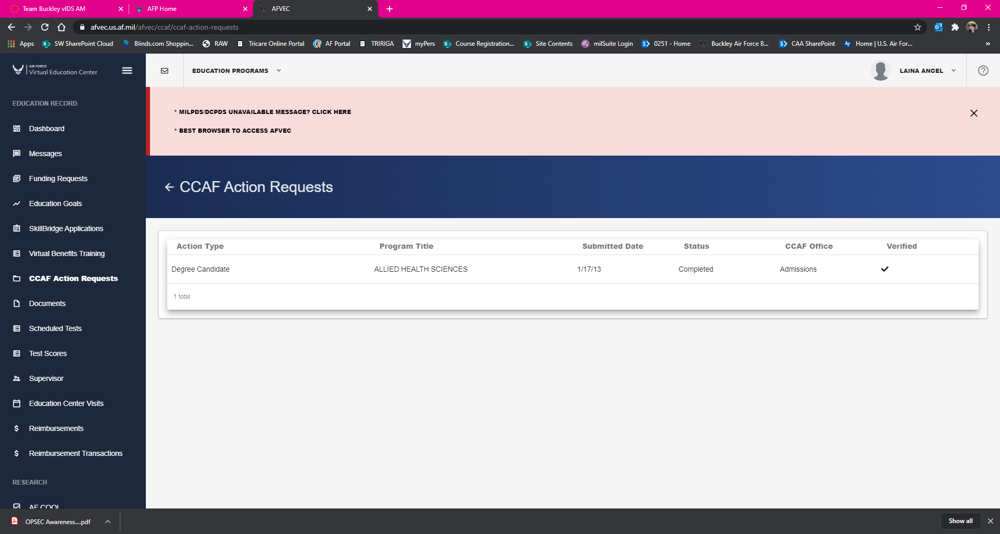 Team Buckley vIDS AM
AFP Home
AFVEC
afvec.us.af.mil/afvec/ccaf/ccaf-action-requests
Apps
SW SharePoint Cloud
Blinds.com Shoppin...
RAW
Tricare Online Portal
AF Portal
TRIRIGA
myPers
Course Registration...
Site Contents
milSuite Login
0251 - Home
Buckley Air Force B...
CAA SharePoint
Home | U.S. Air For...
»
AIR FORCE
Virtual Education Center
EDUCATION PROGRAMS
LAINA ANGEL
EDUCATION RECORD
Dashboard
Messages
Funding Requests
Education Goals
SkillBridge Applications
Virtual Benefits Training
CCAF Action Requests
Documents
Scheduled Tests
Test Scores
Supervisor
Education Center Visits
Reimbursements
Reimbursement Transactions
RESEARCH
AF COOL
* MILPDS/DCPDS UNAVAILABLE MESSAGE? CLICK HERE
* BEST BROWSER TO ACCESS AFVEC
CCAF Action Requests
Action Type Program Title Submitted Date Status CCAF Office Verified
Degree Candidate ALLIED HEALTH SCIENCES 1/17/13 Completed Admissions
1 total
OPSEC Awareness....pdf
Show all